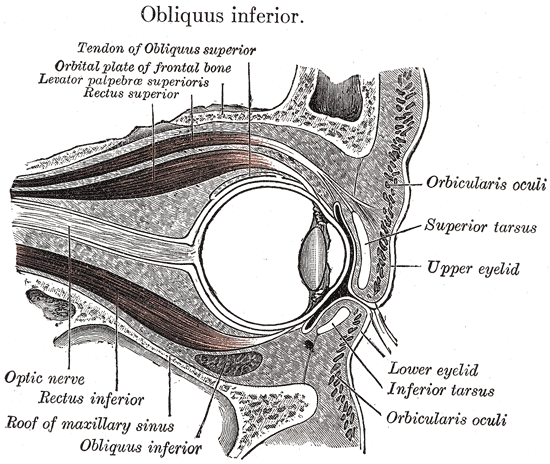 Obliquus inferior.
Tendon of Obliquus superior
Orbital plate of frontal bone
Levator palpebræ superioris
Rectus superior
Orbicularis oculi
Superior tarsus
Upper eyelid
Lower eyelid
Inferior tarsus
Orbicularis oculi
Optic nerve
Rectus inferior
Roof of maxillary sinus
Obliquus inferior